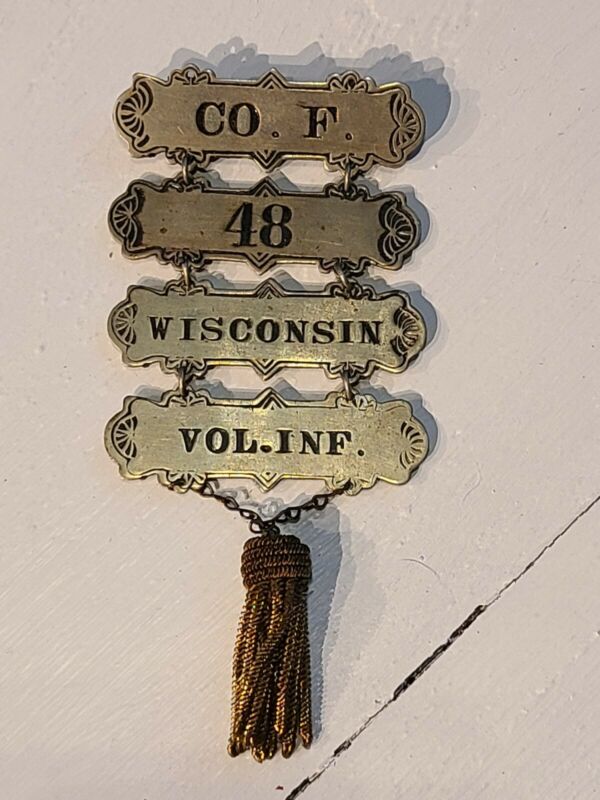 CO. F.
48
WISCONSIN
VOL. INF.